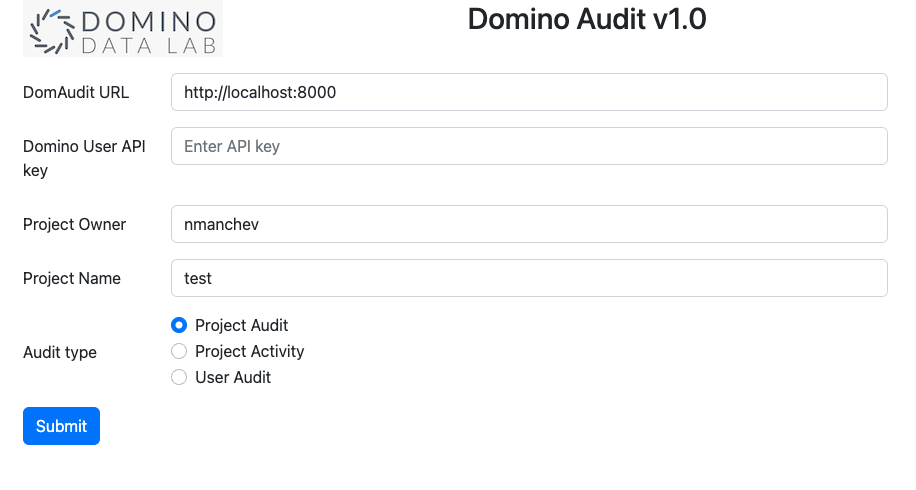 DOMINO
DATA LAB
Domino Audit v1.0
DomAudit URL
http://localhost:8000
Domino User API
key
Enter API key
Project Owner
nmanchev
Project Name
test
Audit type
Project Audit
Project Activity
User Audit
Submit